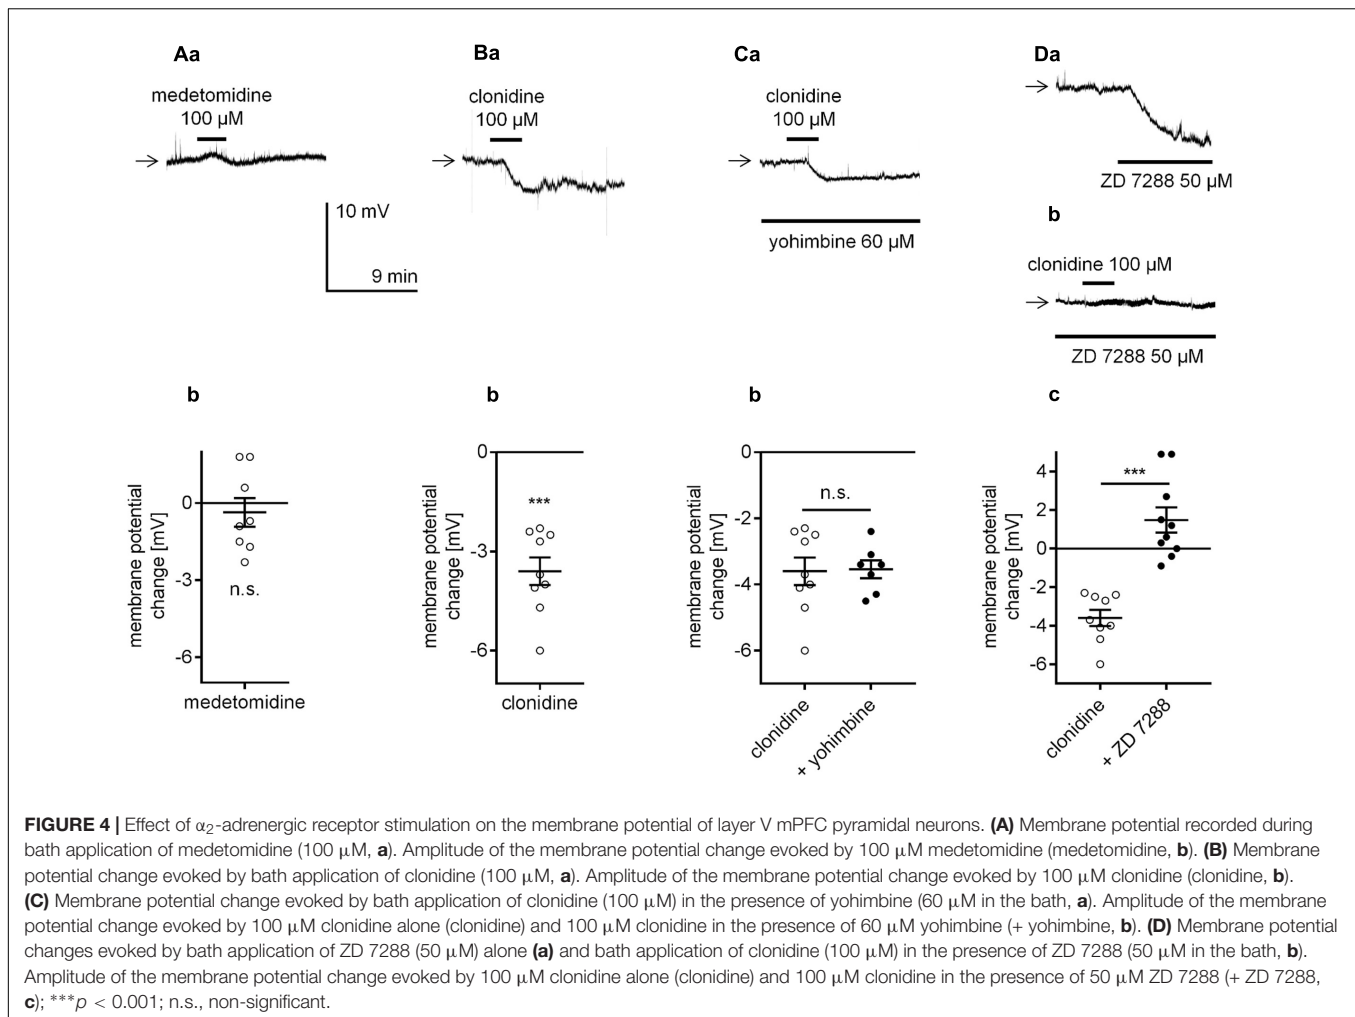 Aa
medetomidine
100 µM
10 mV
9 min
Ba
clonidine
100 µM
Ca
clonidine
100 µM
yohimbine 60 µM
Da
ZD 7288 50 µM
b
clonidine 100 µM
ZD 7288 50 µM
b
membrane potential
change [mV]
0
-3
-6
n.s.
medetomidine
b
membrane potential
change [mV]
0
-3
-6
***
clonidine
b
membrane potential
change [mV]
0
-2
-4
-6
n.s.
clonidine
+ yohimbine
c
membrane potential
change [mV]
4
2
0
-2
-4
-6
***
clonidine
+ ZD 7288
FIGURE 4 | Effect of α₂-adrenergic receptor stimulation on the membrane potential of layer V mPFC pyramidal neurons. (A) Membrane potential recorded during
bath application of medetomidine (100 µM, a). Amplitude of the membrane potential change evoked by 100 µM medetomidine (medetomidine, b). (B) Membrane
potential change evoked by bath application of clonidine (100 µM, a). Amplitude of the membrane potential change evoked by 100 µM clonidine (clonidine, b).
(C) Membrane potential change evoked by bath application of clonidine (100 µM) in the presence of yohimbine (60 µM in the bath, a). Amplitude of the membrane
potential change evoked by 100 µM clonidine alone (clonidine) and 100 µM clonidine in the presence of 60 µM yohimbine (+ yohimbine, b). (D) Membrane potential
changes evoked by bath application of ZD 7288 (50 µM) alone (a) and bath application of clonidine (100 µM) in the presence of ZD 7288 (50 µM in the bath, b).
Amplitude of the membrane potential change evoked by 100 µM clonidine alone (clonidine) and 100 µM clonidine in the presence of 50 µM ZD 7288 (+ ZD 7288,
c); ***p < 0.001; n.s., non-significant.